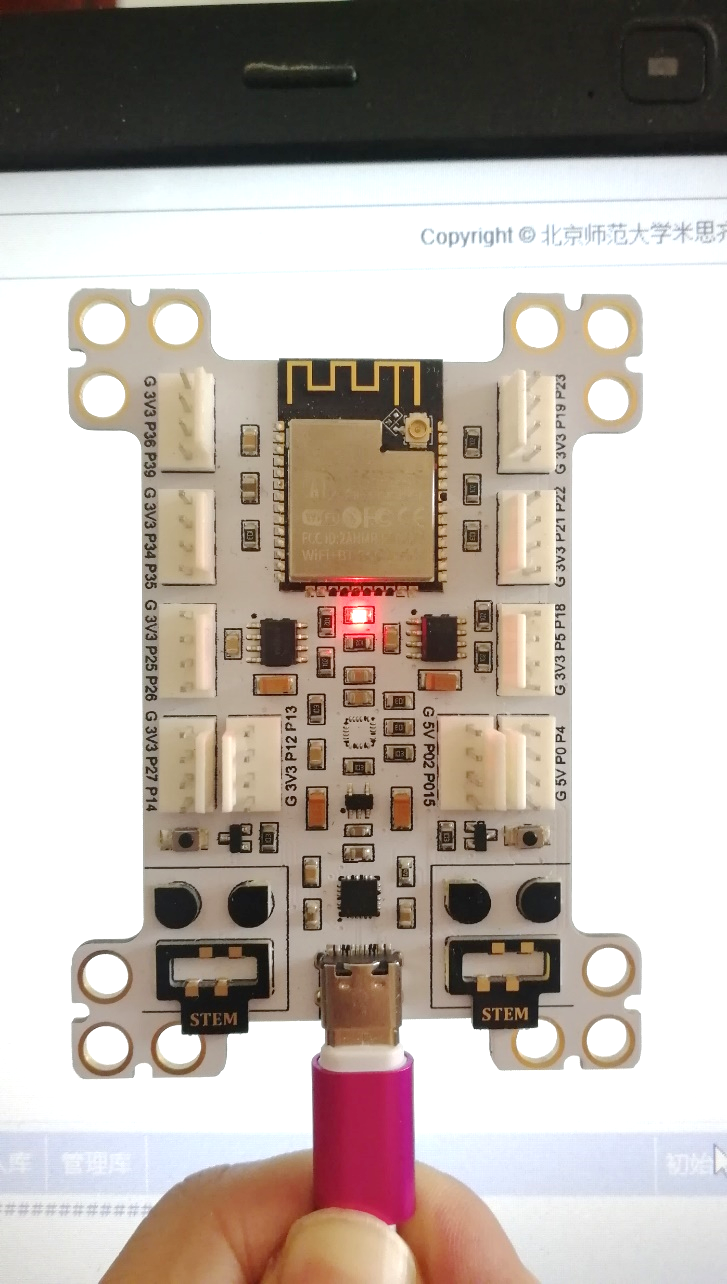 Copyright © 北京师范大学米思齐
G 3V3 P36 P39
G 3V3 P19 P23
G 3V3 P34 P35
G 3V3 P21 P22
G 3V3 P25 P26
G 3V3 P5 P18
G 3V3 P27 P14
G 3V3 P12 P13
G 5V P02 P015
G 5V P0 P4
STEM
STEM
管理库
初始